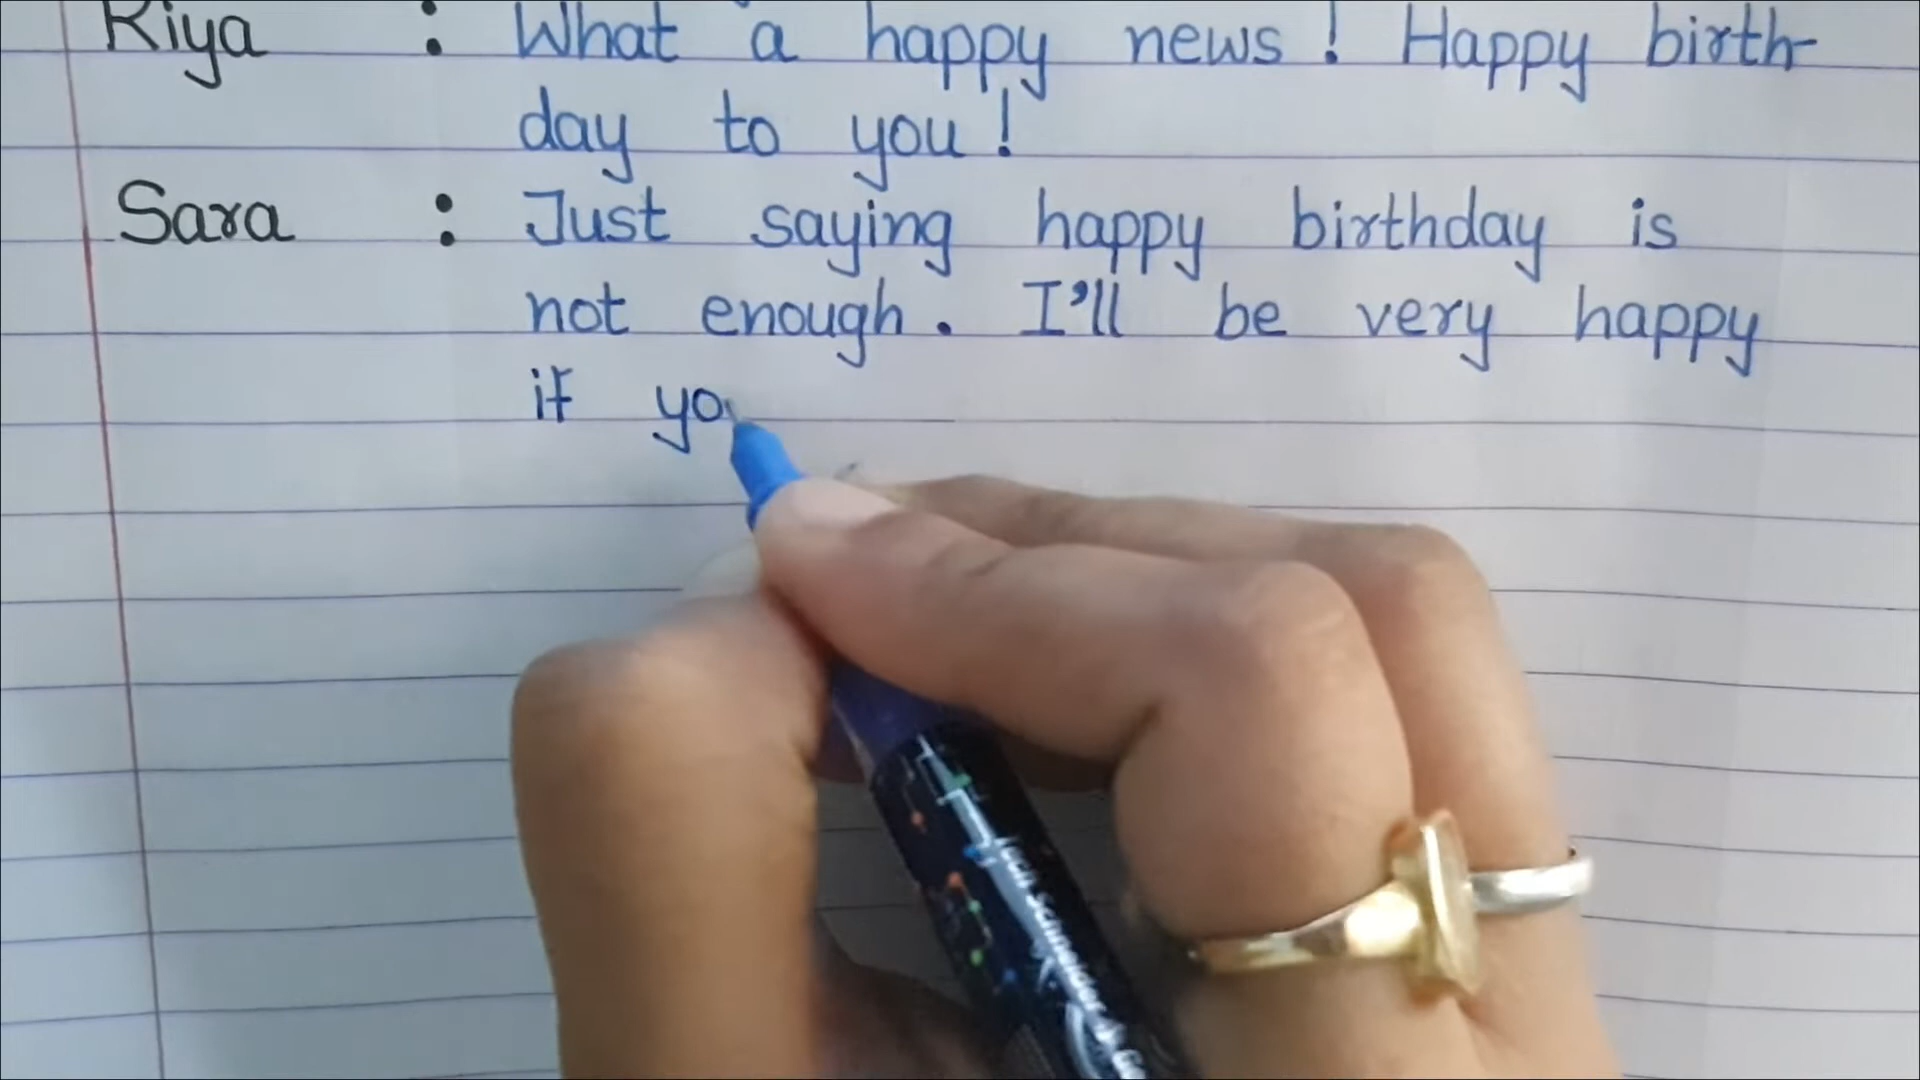 Riya : What a happy news! Happy birth-
day to you!
Sara : Just saying happy birthday is
not enough. I'll be very happy
if yo